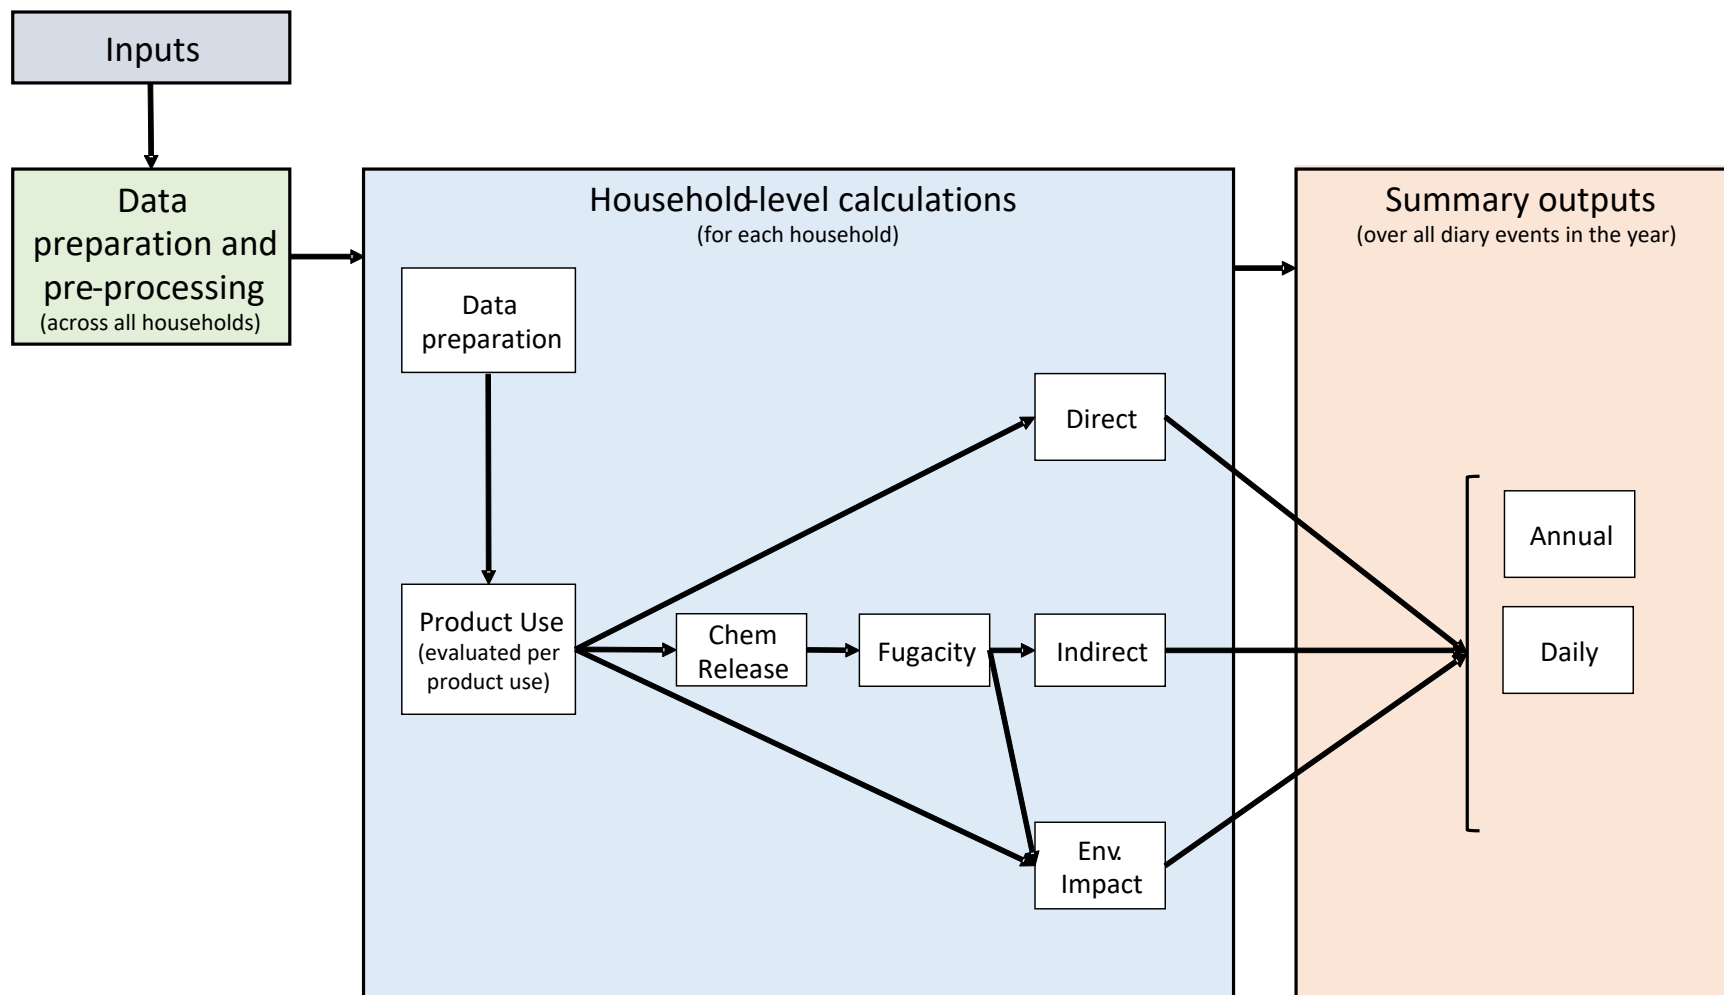 Inputs
Data
preparation and
pre-processing
(across all households)
Household-level calculations
(for each household)
Data
preparation
Product Use
(evaluated per
product use)
Chem
Release
Fugacity
Direct
Indirect
Env.
Impact
Summary outputs
(over all diary events in the year)
Annual
Daily